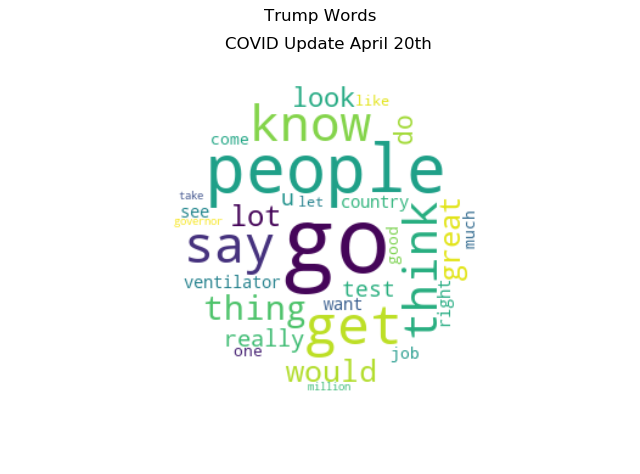 Trump Words
COVID Update April 20th
look like
know do
come
people
take let u country
see lot great much
governor
say go good think
ventilator test right
thing want
get
really
one job
would
million